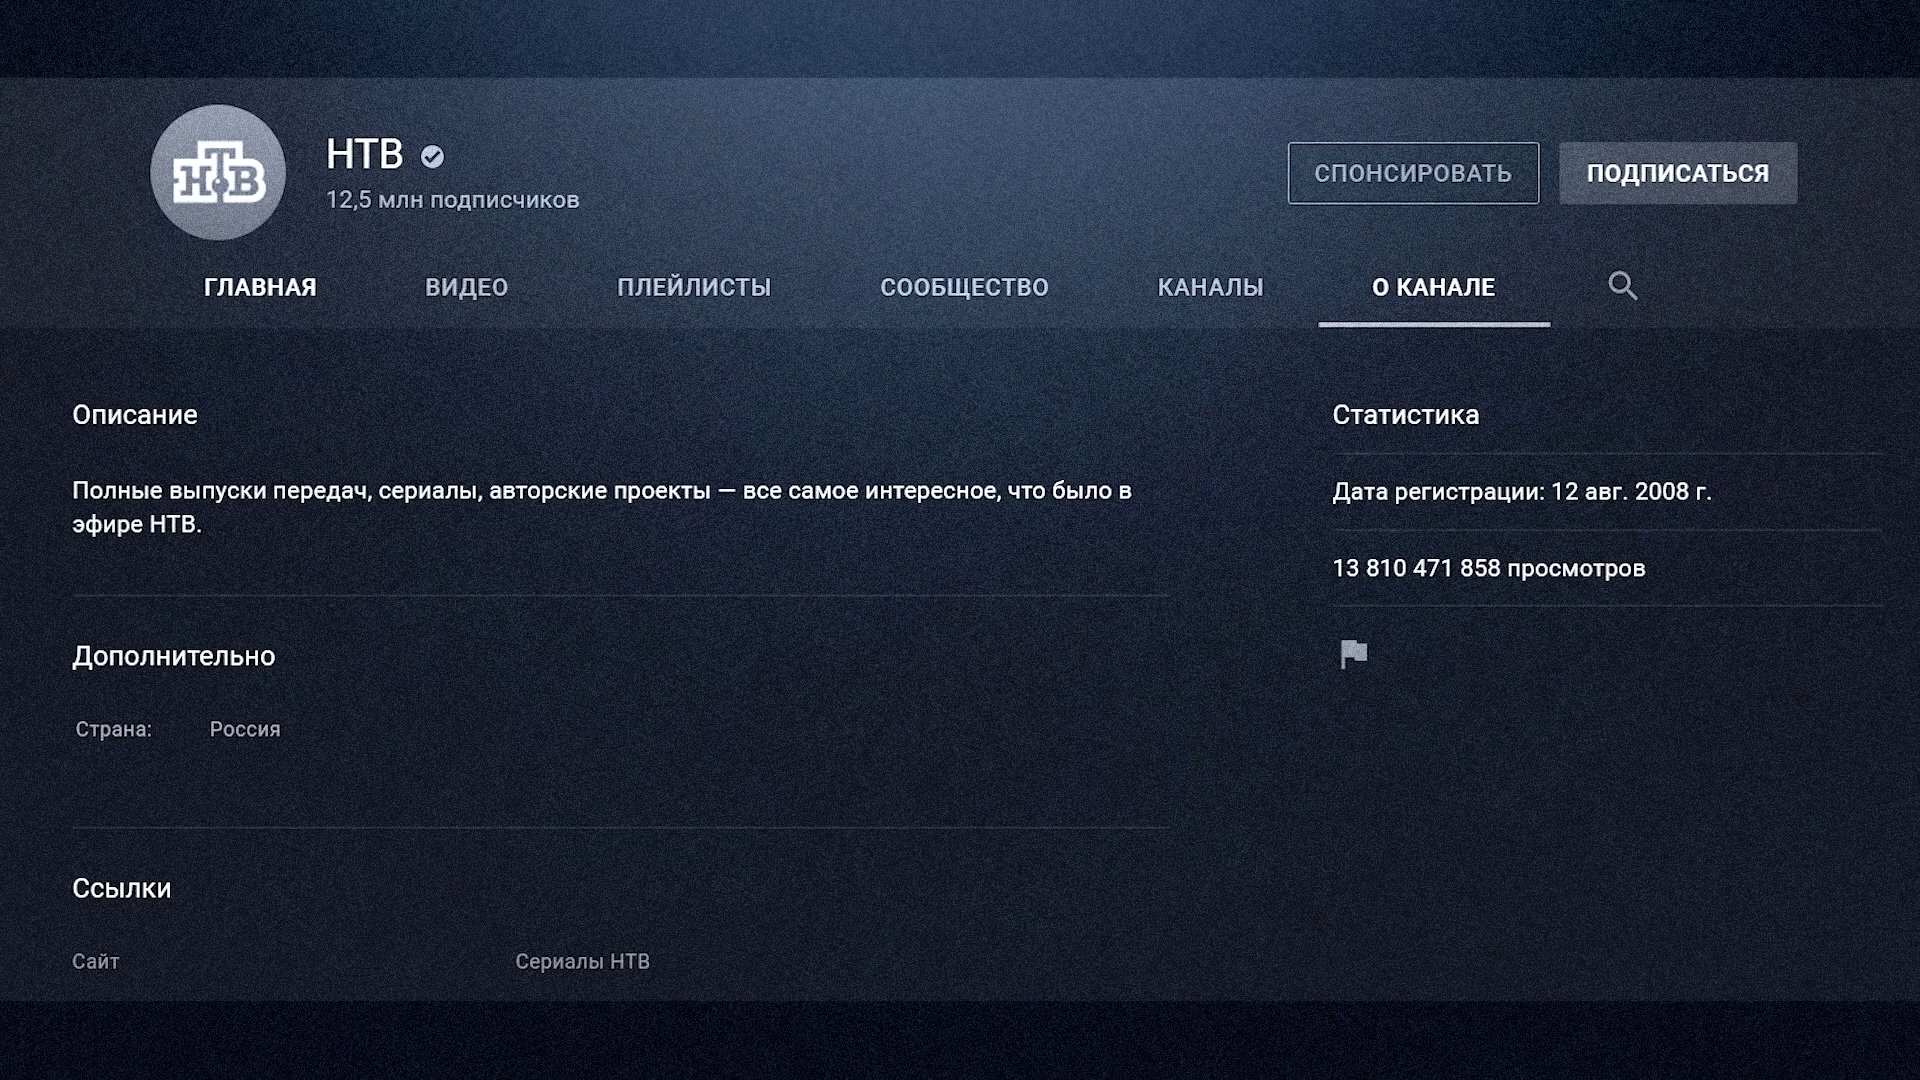 НТВ
НТВ
12,5 млн подписчиков
СПОНСИРОВАТЬ
ПОДПИСАТЬСЯ
ГЛАВНАЯ
ВИДЕО
ПЛЕЙЛИСТЫ
СООБЩЕСТВО
КАНАЛЫ
О КАНАЛЕ
Описание
Полные выпуски передач, сериалы, авторские проекты — все самое интересное, что было в
эфире НТВ.
Дополнительно
Страна: Россия
Ссылки
Сайт
Сериалы НТВ
Статистика
Дата регистрации: 12 авг. 2008 г.
13 810 471 858 просмотров